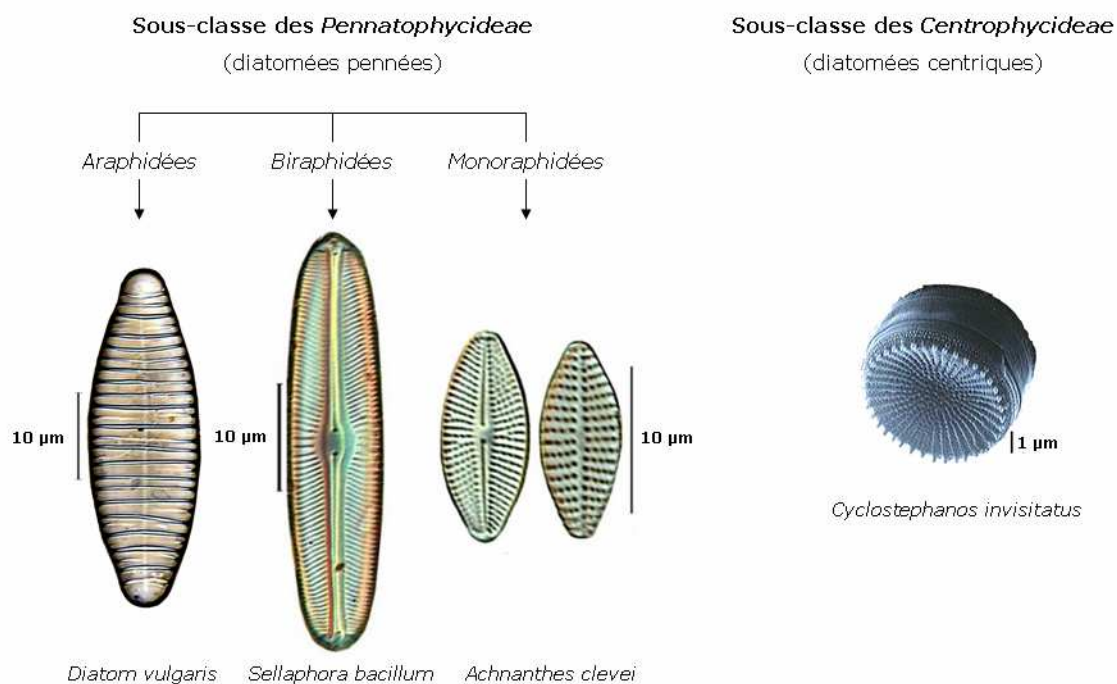 Sous-classe des Pennatophycideae
(diatomées pennées)
Sous-classe des Centrophycideae
(diatomées centriques)
Araphidées
Biraphidées
Monoraphidées
10 µm
10 µm
10 µm
1 µm
Cyclostephanos invisitatus
Diatom vulgaris
Sellaphora bacillum
Achnanthes clevei